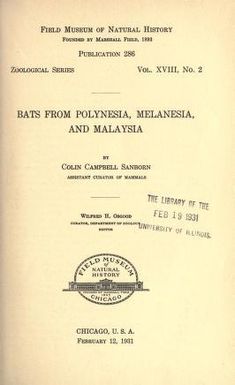 FIELD MUSEUM OF NATURAL HISTORY
FOUNDED BY MARSHALL FIELD, 1893
PUBLICATION 286
ZOOLOGICAL SERIES VOL. XVIII, NO. 2
BATS FROM POLYNESIA, MELANESIA,
AND MALAYSIA
BY
COLIN CAMPBELL SANBORN
ASSISTANT CURATOR OF MAMMALS
THE LIBRARY OF THE
FEB 19 1931
UNIVERSITY OF ILLINOIS.
WILFRED H. OSGOOD
CURATOR, DEPARTMENT OF ZOOLOGY
EDITOR
FIELD MUSEUM
OF NATURAL
HISTORY
CHICAGO
CHICAGO, U. S. A.
FEBRUARY 12, 1931